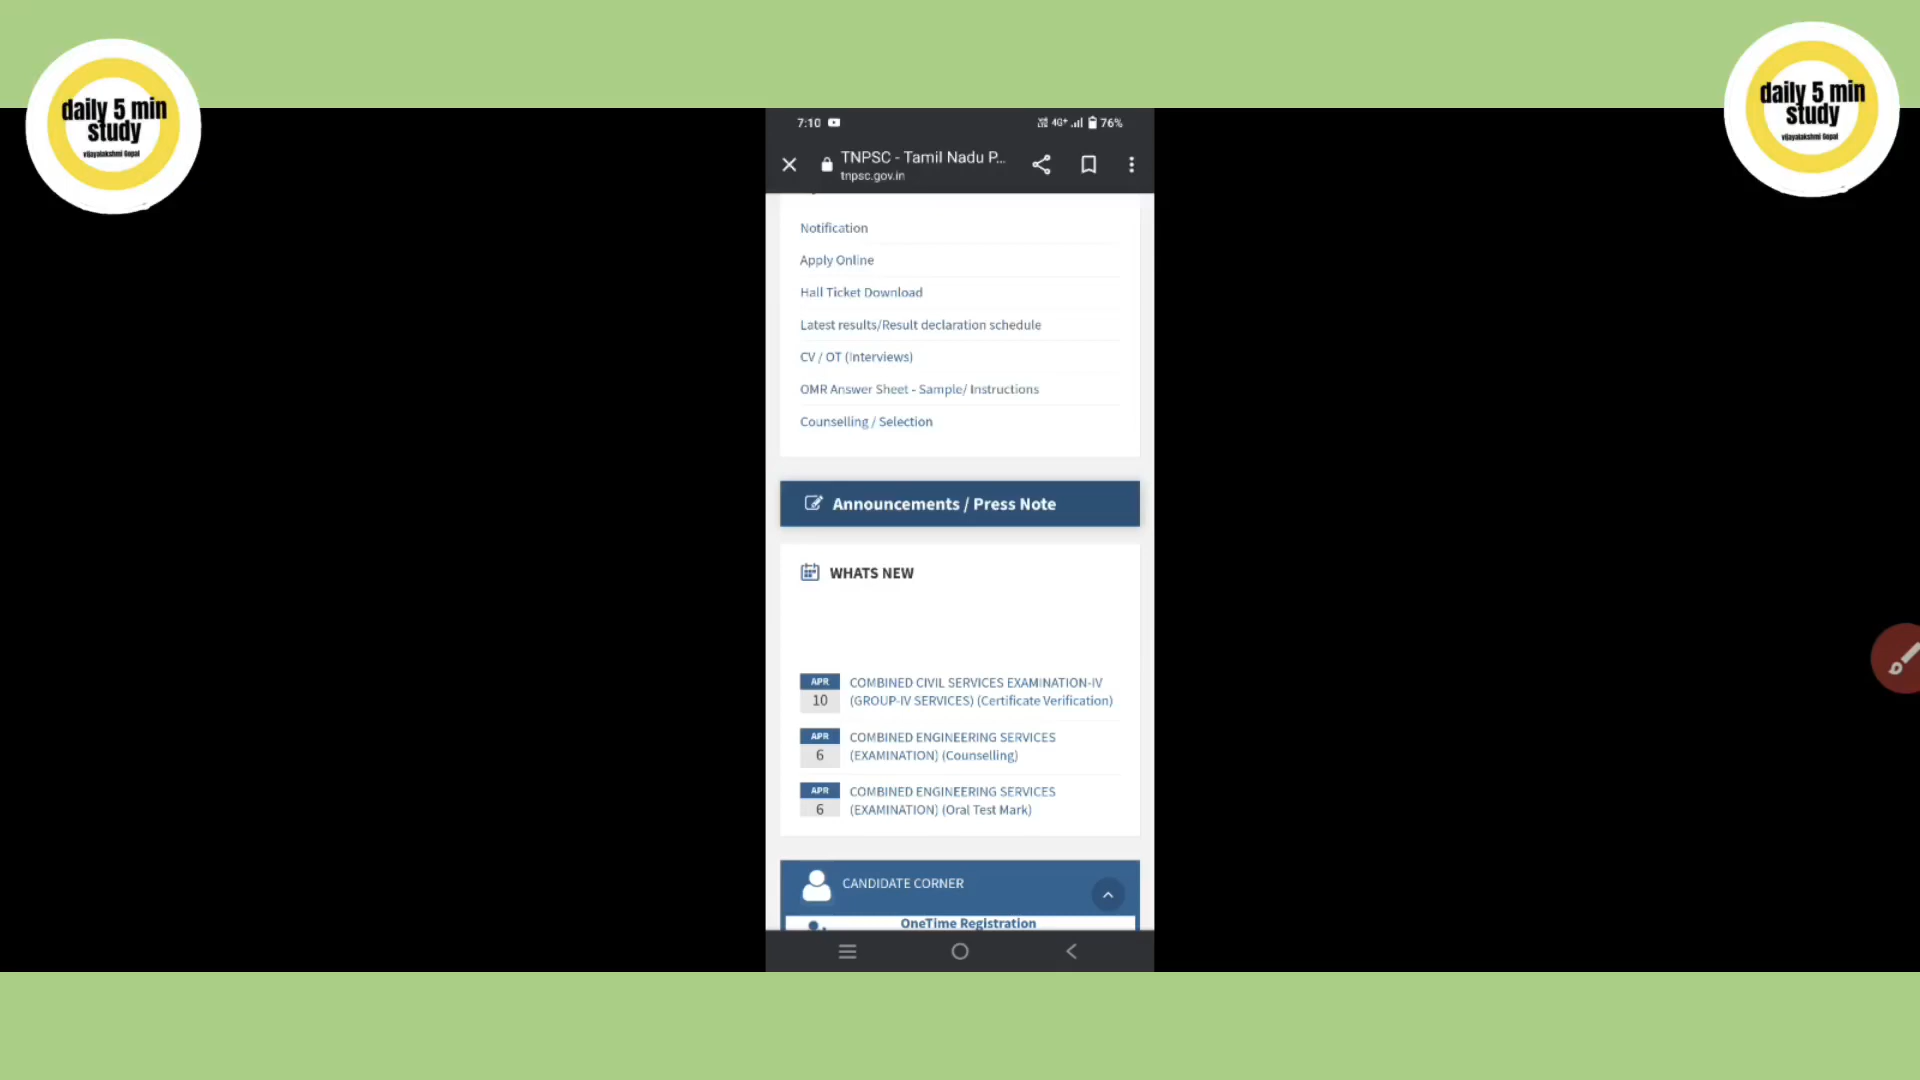 daily 5 min
study
vijayalakshmi Gopal
daily 5 min
study
vijayalakshmi Gopal
7:10
4G+ 76%
TNPSC - Tamil Nadu P...
tnpsc.gov.in
Notification
Apply Online
Hall Ticket Download
Latest results/Result declaration schedule
CV / OT (Interviews)
OMR Answer Sheet - Sample/ Instructions
Counselling / Selection
Announcements / Press Note
WHATS NEW
APR
10
COMBINED CIVIL SERVICES EXAMINATION-IV
(GROUP-IV SERVICES) (Certificate Verification)
APR
6
COMBINED ENGINEERING SERVICES
(EXAMINATION) (Counselling)
APR
6
COMBINED ENGINEERING SERVICES
(EXAMINATION) (Oral Test Mark)
CANDIDATE CORNER
OneTime Registration